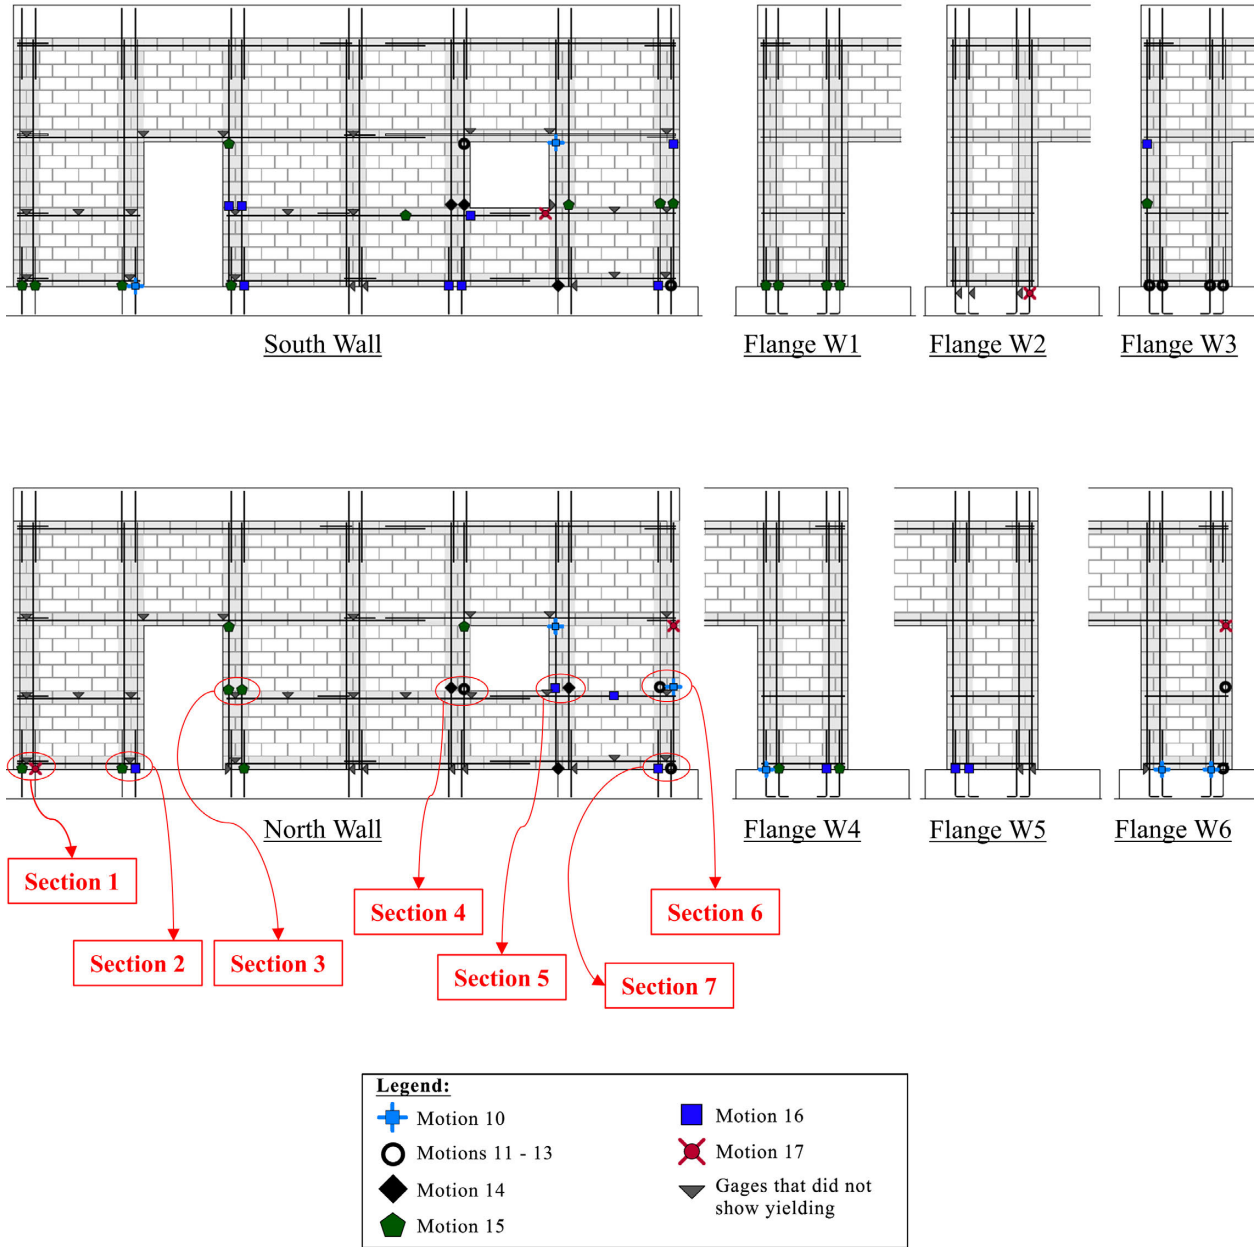 South Wall
Flange W1
Flange W2
Flange W3
North Wall
Flange W4
Flange W5
Flange W6
Section 1
Section 2
Section 3
Section 4
Section 5
Section 6
Section 7
Legend:
Motion 10
Motions 11 - 13
Motion 14
Motion 15
Motion 16
Motion 17
Gages that did not
show yielding